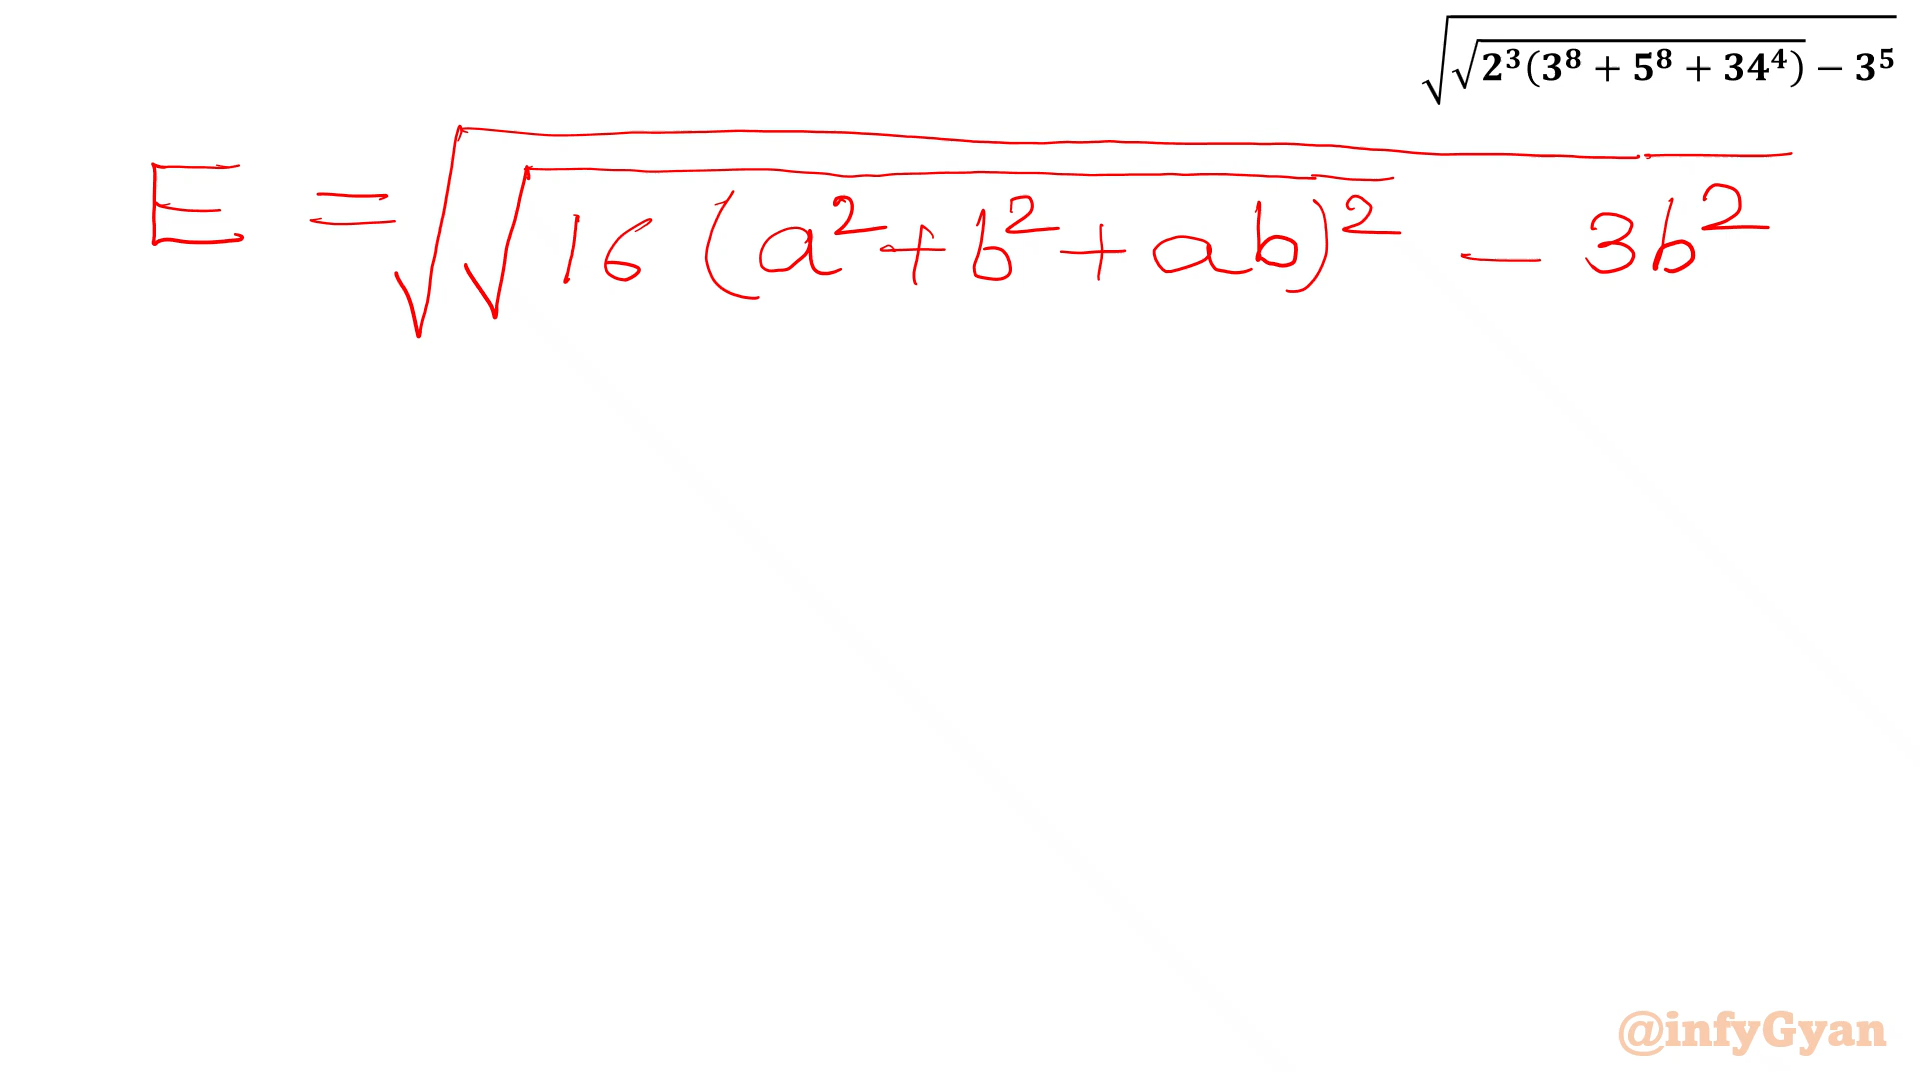 √(√(2³(3⁸ + 5⁸ + 34⁴)) − 3⁵)
E = √(√(16 (a² + b² + ab)²) − 3b²)
@infyGyan